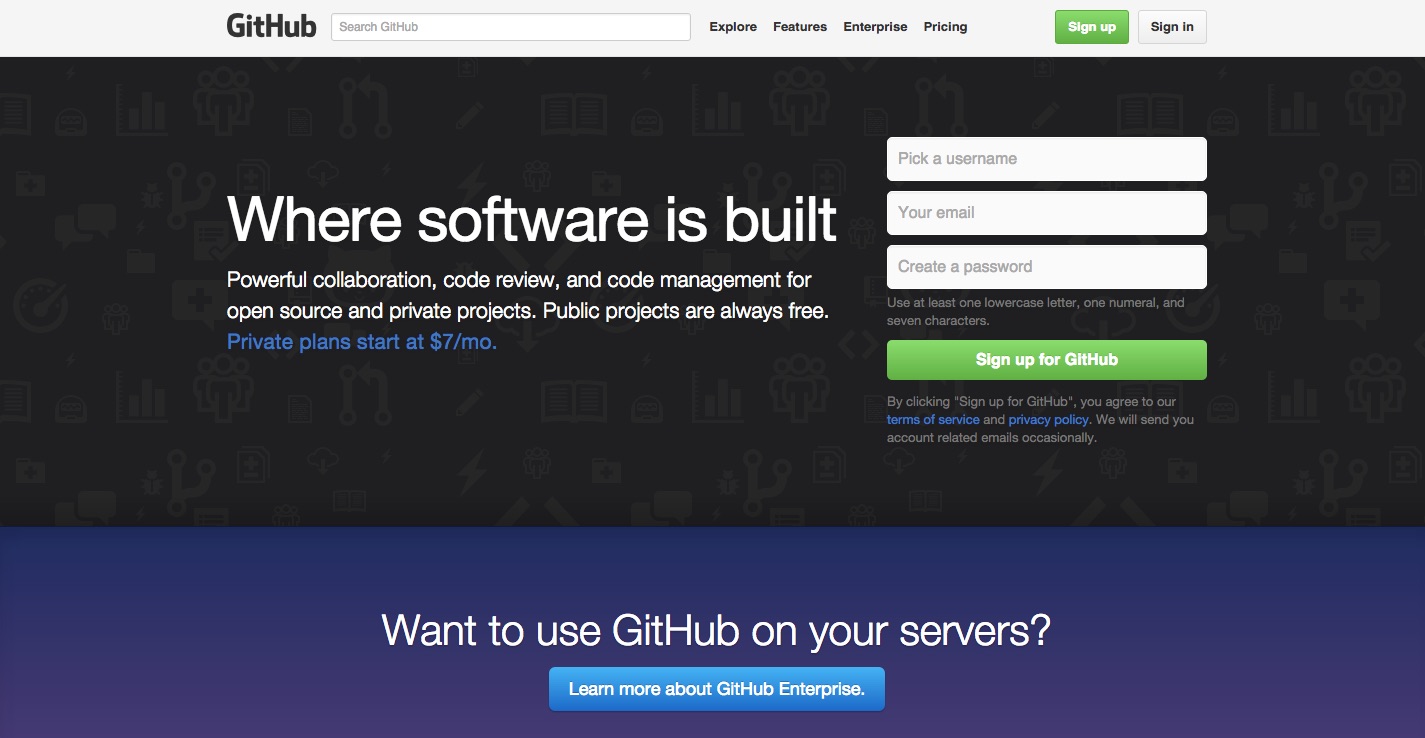 GitHub
Search GitHub
Explore
Features
Enterprise
Pricing
Sign up
Sign in
Where software is built
Powerful collaboration, code review, and code management for
open source and private projects. Public projects are always free.
Private plans start at $7/mo.
Pick a username
Your email
Create a password
Use at least one lowercase letter, one numeral, and
seven characters.
Sign up for GitHub
By clicking "Sign up for GitHub", you agree to our
terms of service and privacy policy. We will send you
account related emails occasionally.
Want to use GitHub on your servers?
Learn more about GitHub Enterprise.